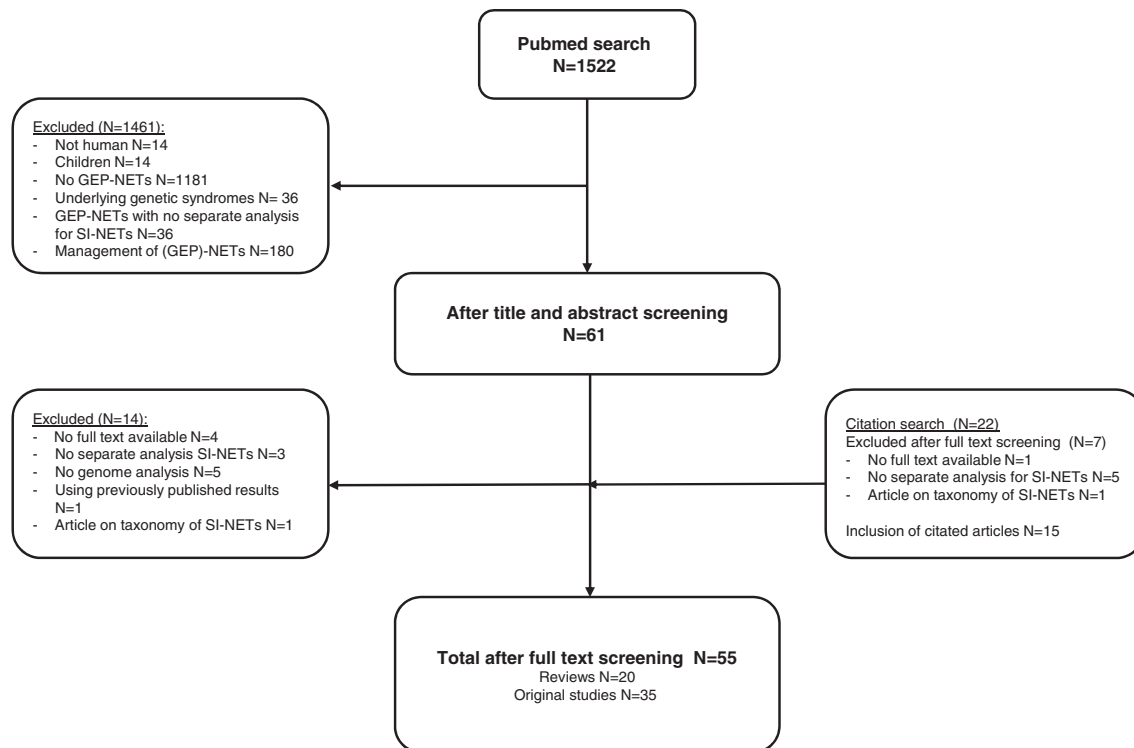 Pubmed search
N=1522
Excluded (N=1461):
- Not human N=14
- Children N=14
- No GEP-NETs N=1181
- Underlying genetic syndromes N= 36
- GEP-NETs with no separate analysis
for SI-NETs N=36
- Management of (GEP)-NETs N=180
After title and abstract screening
N=61
Excluded (N=14):
- No full text available N=4
- No separate analysis SI-NETs N=3
- No genome analysis N=5
- Using previously published results
N=1
- Article on taxonomy of SI-NETs N=1
Citation search (N=22)
Excluded after full text screening (N=7)
- No full text available N=1
- No separate analysis for SI-NETs N=5
- Article on taxonomy of SI-NETs N=1
Inclusion of citated articles N=15
Total after full text screening N=55
Reviews N=20
Original studies N=35